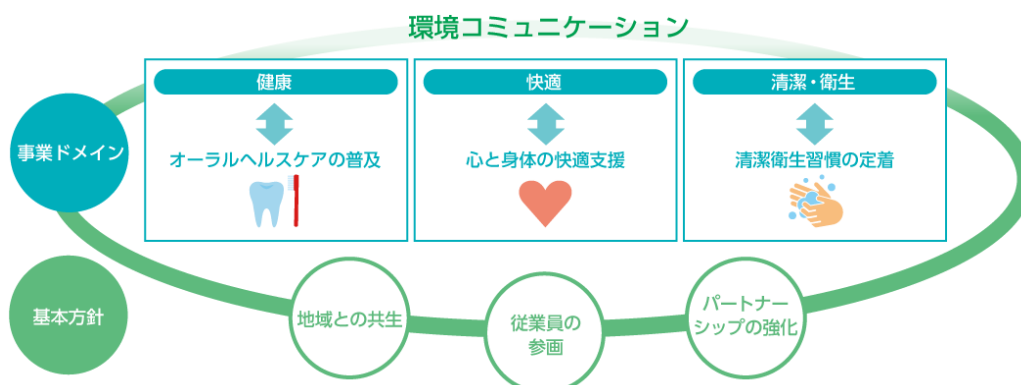 環境コミュニケーション
事業ドメイン
健康
オーラルヘルスケアの普及
快適
心と身体の快適支援
清潔・衛生
清潔衛生習慣の定着
基本方針
地域との共生
従業員の
参画
パートナー
シップの強化